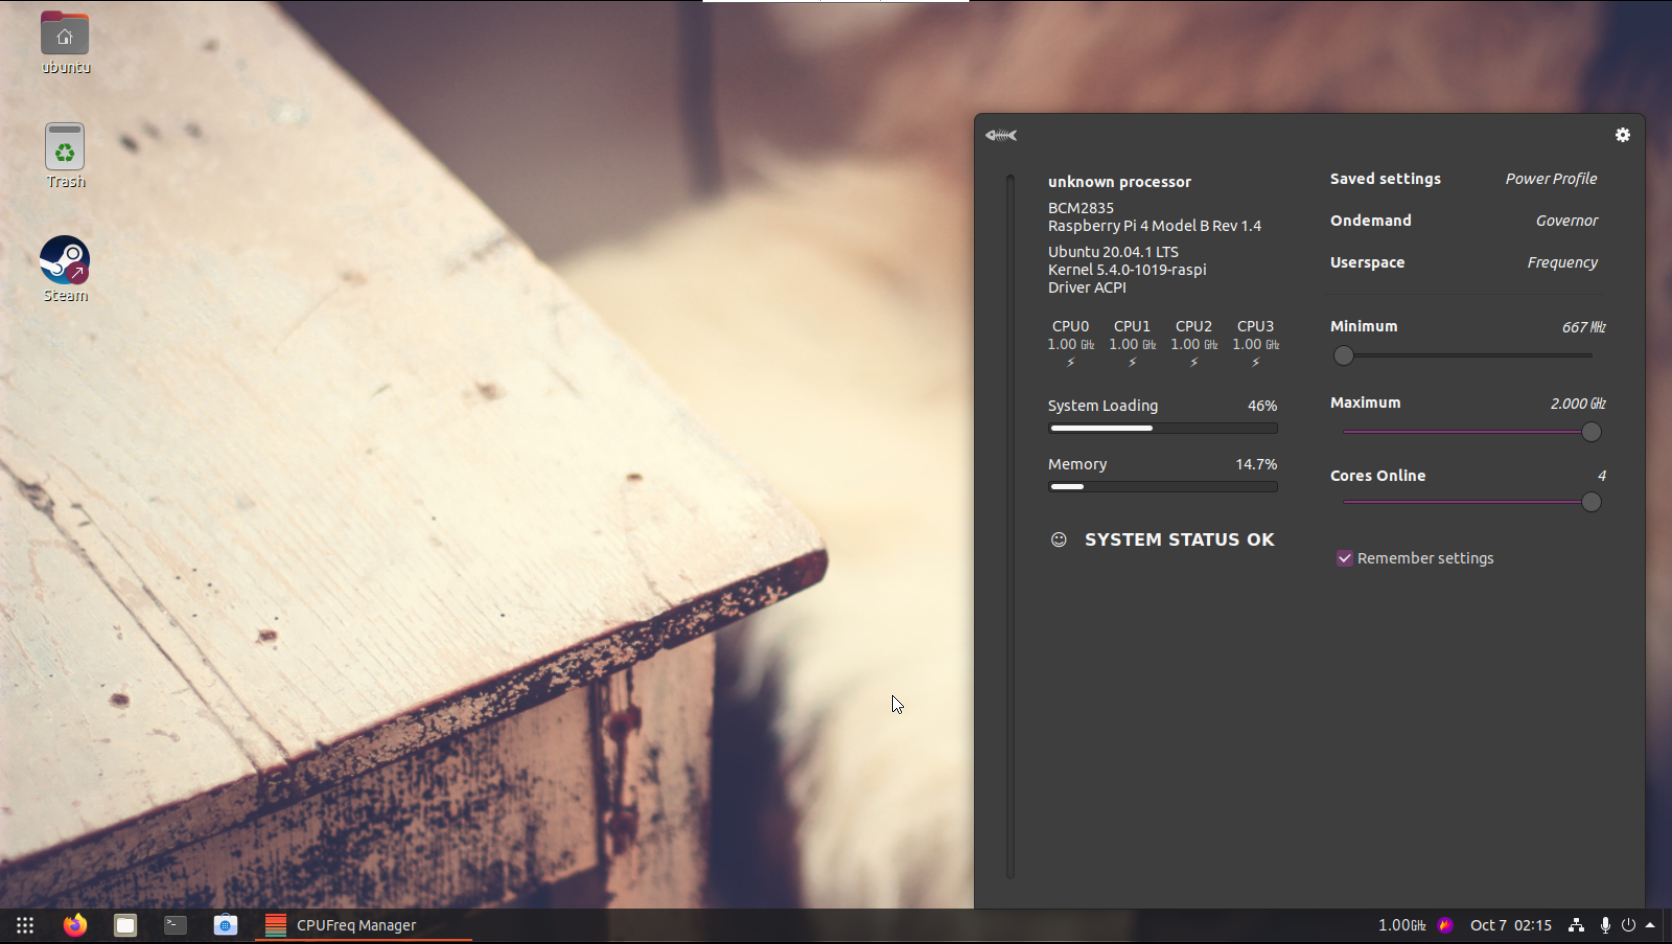 ubuntu
Trash
Steam
unknown processor
BCM2835
Raspberry Pi 4 Model B Rev 1.4
Ubuntu 20.04.1 LTS
Kernel 5.4.0-1019-raspi
Driver ACPI
CPU0 CPU1 CPU2 CPU3
1.00 GHz 1.00 GHz 1.00 GHz 1.00 GHz
System Loading 46%
Memory 14.7%
SYSTEM STATUS OK
Saved settings Power Profile
Ondemand Governor
Userspace Frequency
Minimum 667 MHz
Maximum 2.000 GHz
Cores Online 4
Remember settings
CPUFreq Manager
1.00GHz
Oct 7 02:15